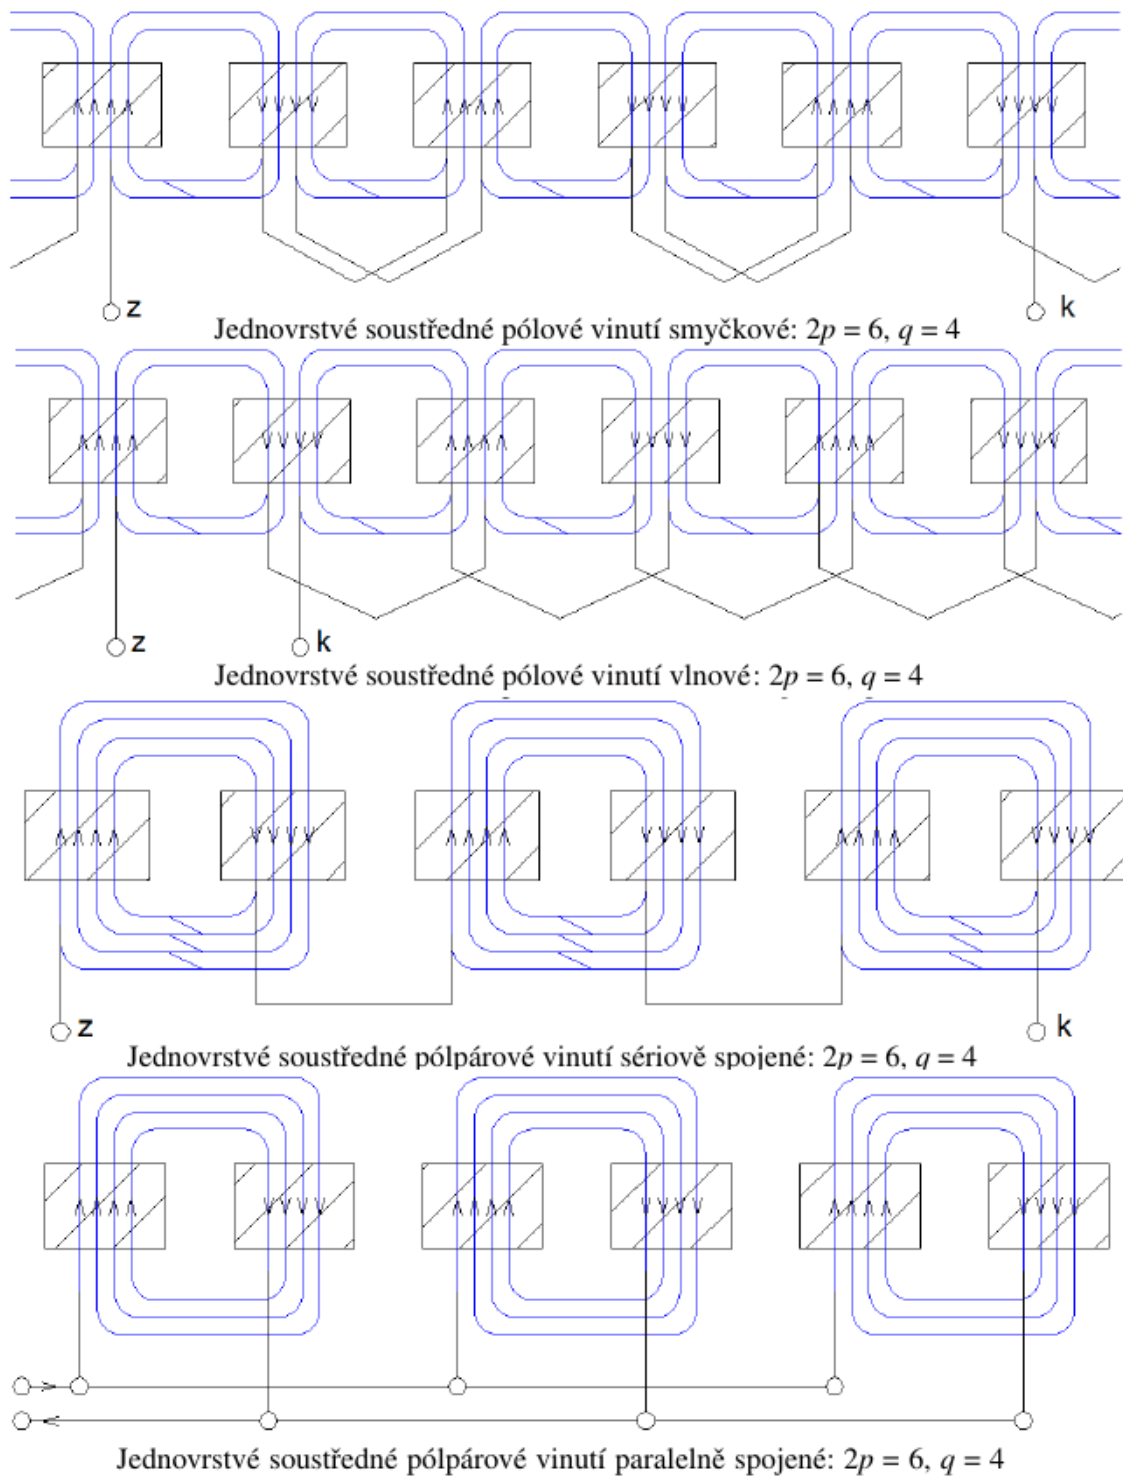 z
k
Jednovrstvé soustředné pólové vinutí smyčkové: 2p = 6, q = 4
z
k
Jednovrstvé soustředné pólové vinutí vlnové: 2p = 6, q = 4
z
k
Jednovrstvé soustředné pólpárové vinutí sériově spojené: 2p = 6, q = 4
Jednovrstvé soustředné pólpárové vinutí paralelně spojené: 2p = 6, q = 4